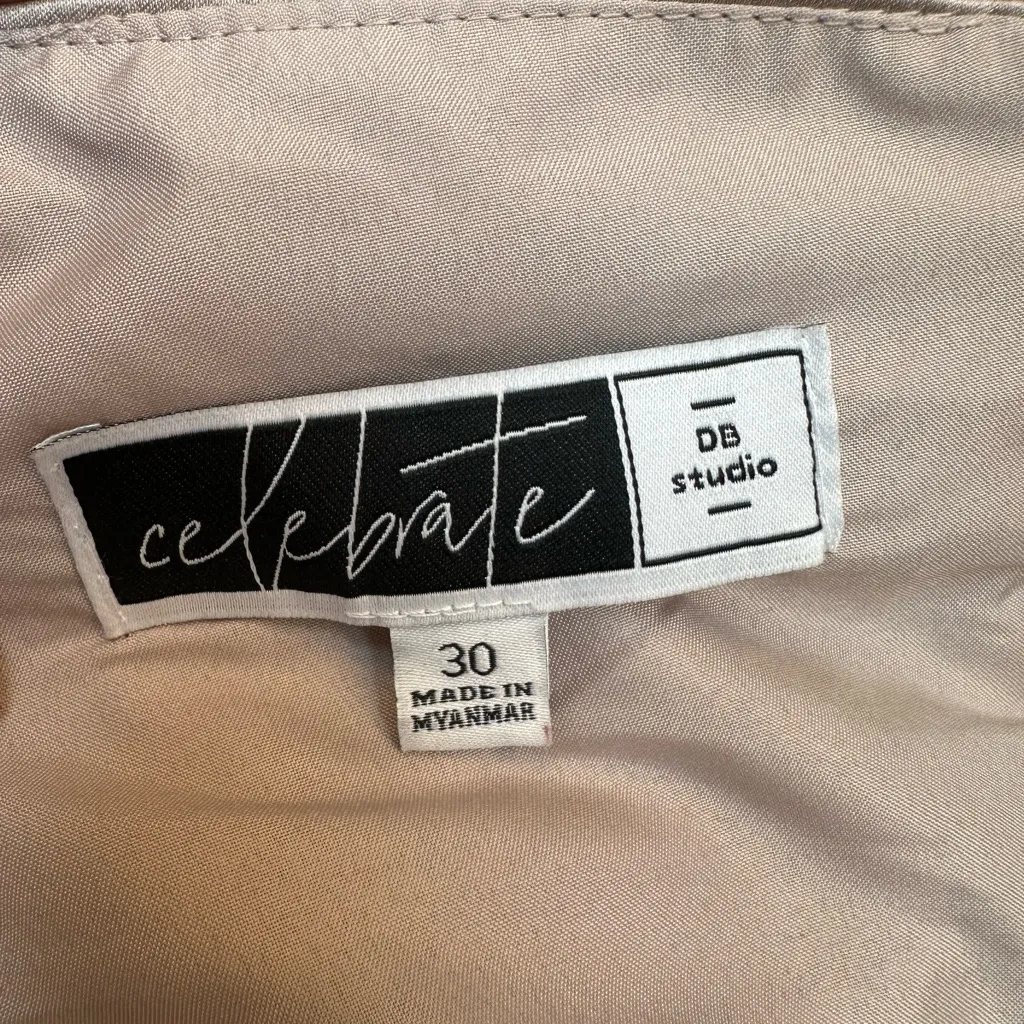 celebrate
DB
studio
30
MADE IN
MYANMAR